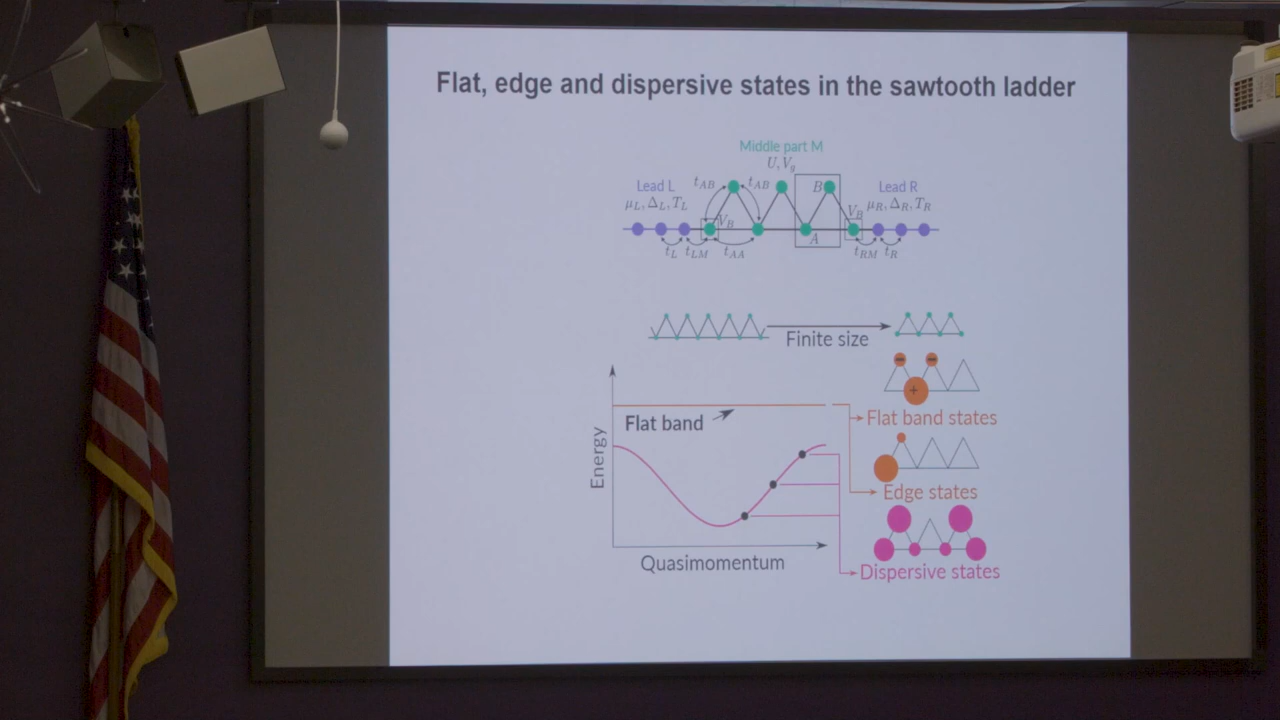 Flat, edge and dispersive states in the sawtooth ladder
Middle part M
U, V_g
Lead L
μ_L, Δ_L, T_L
t_AB
t_AB
B
Lead R
μ_R, Δ_R, T_R
V_B
V_B
A
t_L
t_LM
t_AA
t_RM
t_R
Finite size
Flat band
Energy
Quasimomentum
+
Flat band states
Edge states
Dispersive states